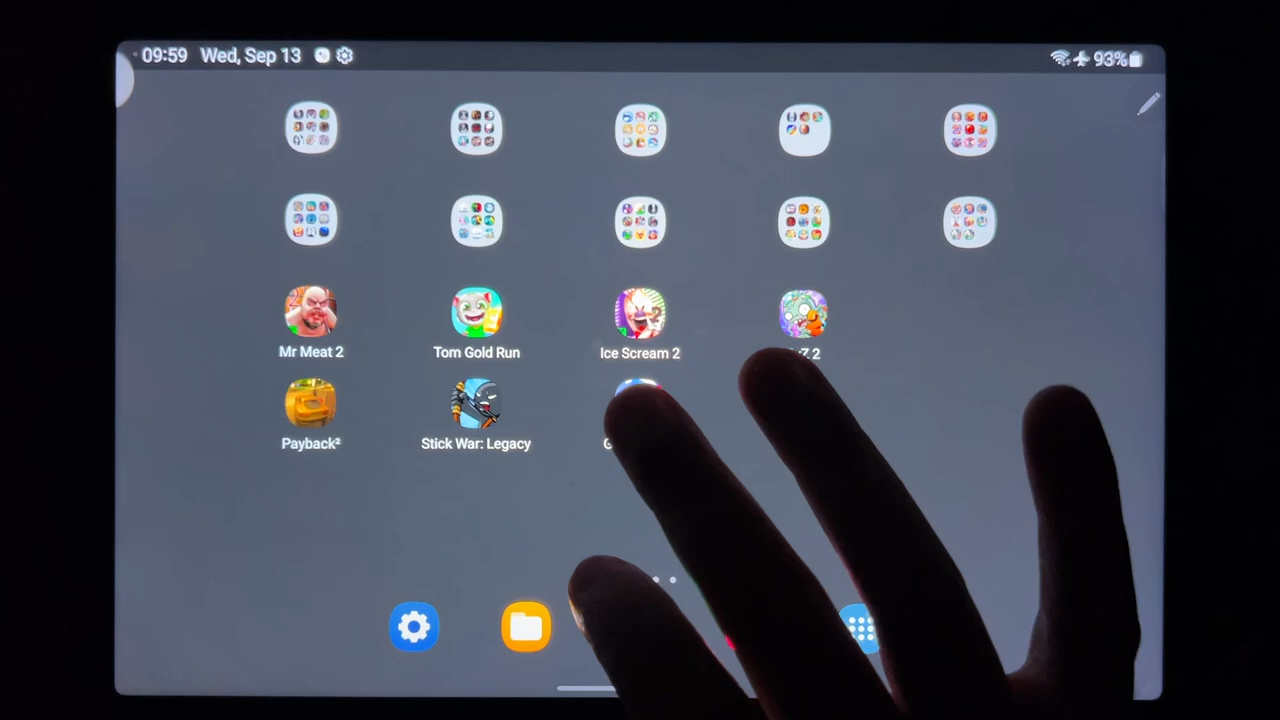 09:59 Wed, Sep 13
93%
Mr Meat 2
Tom Gold Run
Ice Scream 2
Z 2
Payback²
Stick War: Legacy
G